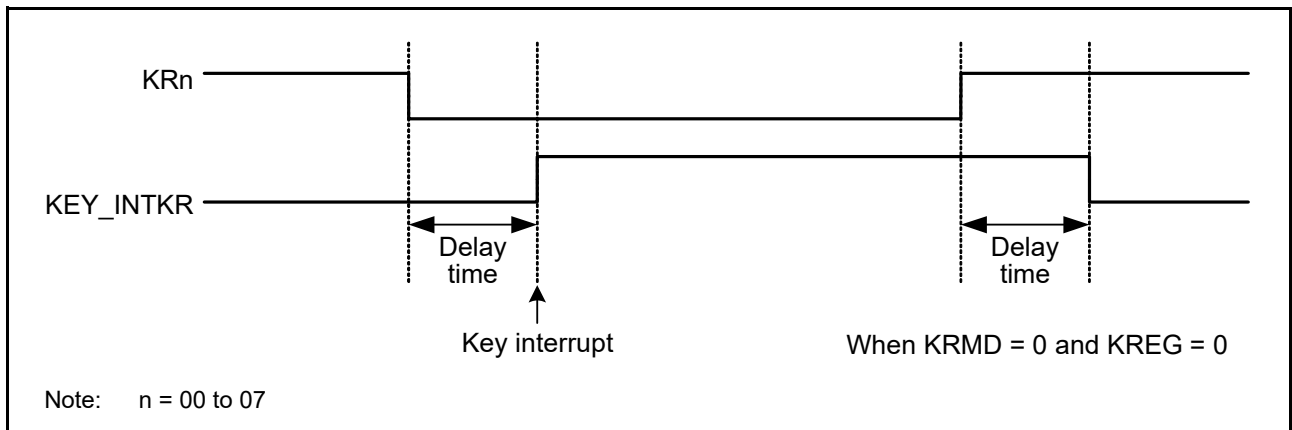 KRn
KEY_INTKR
Delay time
Delay time
Key interrupt
When KRMD = 0 and KREG = 0
Note: n = 00 to 07